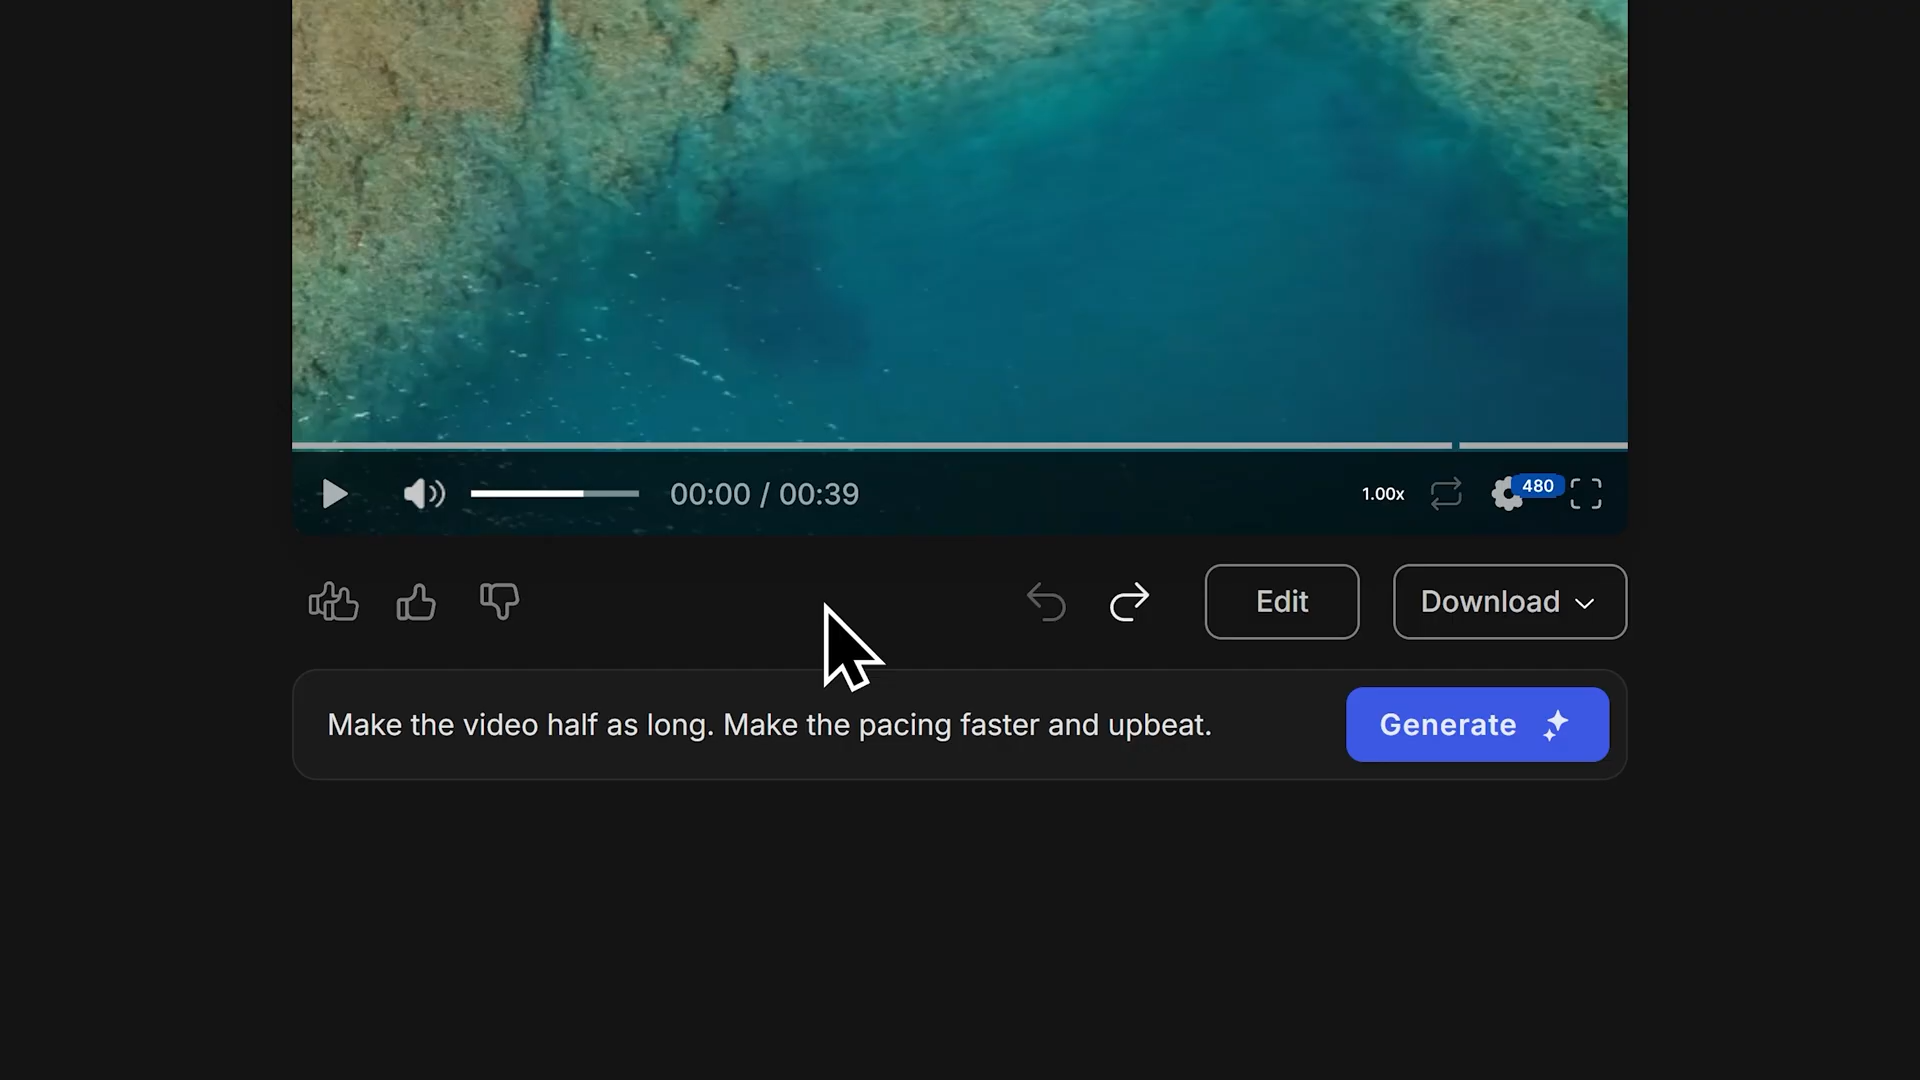 00:00 / 00:39
1.00x
480
Edit
Download
Make the video half as long. Make the pacing faster and upbeat.
Generate